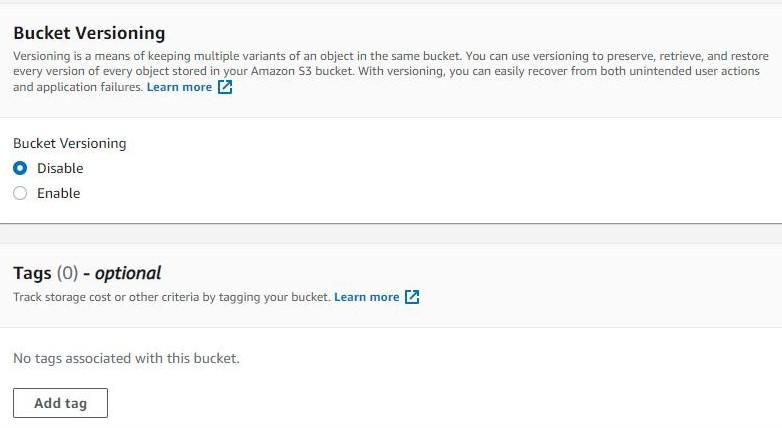 Bucket Versioning
Versioning is a means of keeping multiple variants of an object in the same bucket. You can use versioning to preserve, retrieve, and restore
every version of every object stored in your Amazon S3 bucket. With versioning, you can easily recover from both unintended user actions
and application failures. Learn more
Bucket Versioning
Disable
Enable
Tags (0) - optional
Track storage cost or other criteria by tagging your bucket. Learn more
No tags associated with this bucket.
Add tag